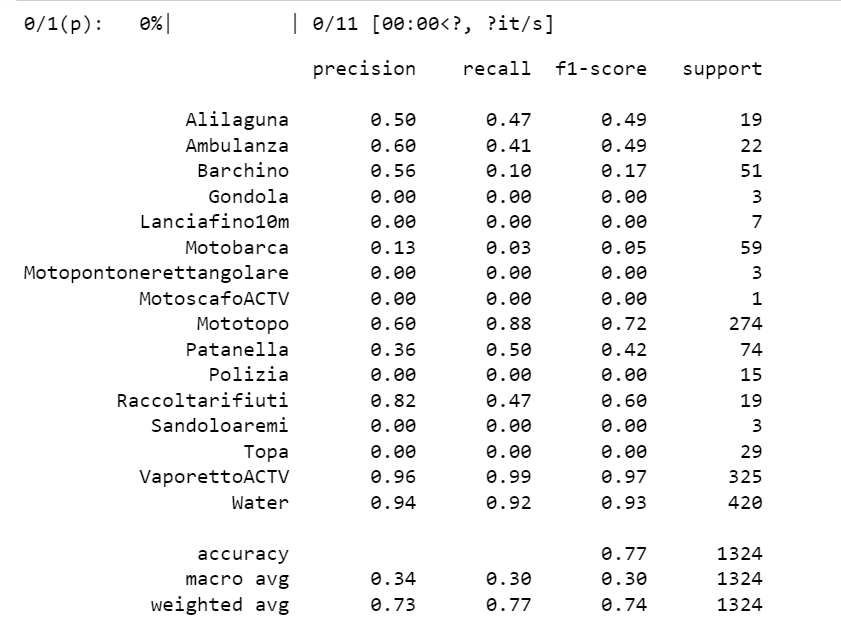 0/1(p):   0%|          | 0/11 [00:00<?, ?it/s]
precision recall f1-score support
Alilaguna 0.50 0.47 0.49 19
Ambulanza 0.60 0.41 0.49 22
Barchino 0.56 0.10 0.17 51
Gondola 0.00 0.00 0.00 3
Lanciafino10m 0.00 0.00 0.00 7
Motobarca 0.13 0.03 0.05 59
Motopontonerettangolare 0.00 0.00 0.00 3
MotoscafoACTV 0.00 0.00 0.00 1
Mototopo 0.60 0.88 0.72 274
Patanella 0.36 0.50 0.42 74
Polizia 0.00 0.00 0.00 15
Raccoltarifiuti 0.82 0.47 0.60 19
Sandoloaremi 0.00 0.00 0.00 3
Topa 0.00 0.00 0.00 29
VaporettoACTV 0.96 0.99 0.97 325
Water 0.94 0.92 0.93 420
accuracy 0.77 1324
macro avg 0.34 0.30 0.30 1324
weighted avg 0.73 0.77 0.74 1324